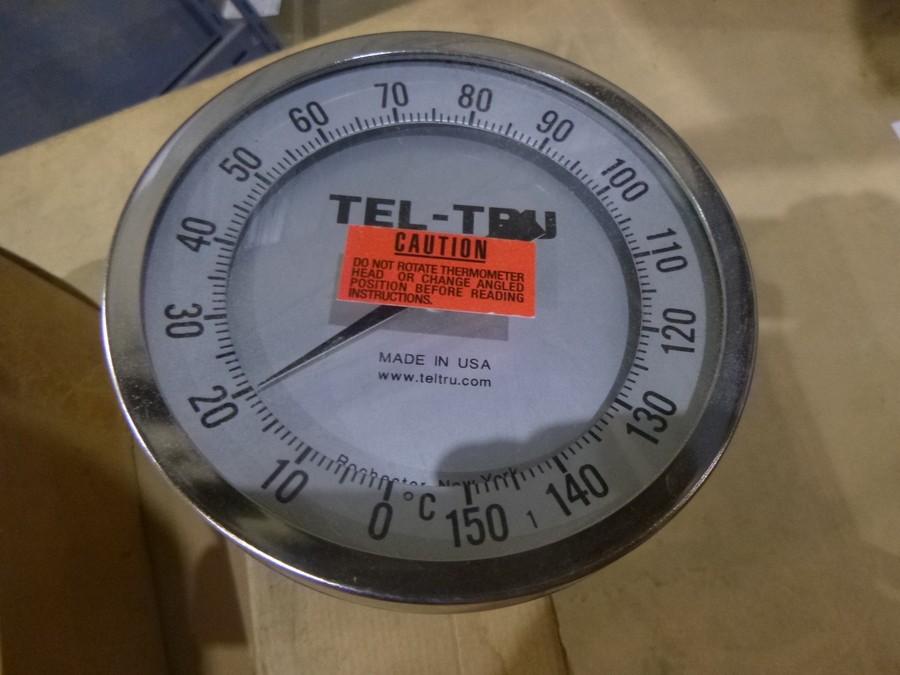 70 80
60 90
50 100
40 110
TEL-TRU
CAUTION
DO NOT ROTATE THERMOMETER
HEAD OR CHANGE ANGLED
POSITION BEFORE READING
INSTRUCTIONS.
30 120
MADE IN USA
www.teltru.com
20 130
10 140
Rochester New York
0 °C 150 1